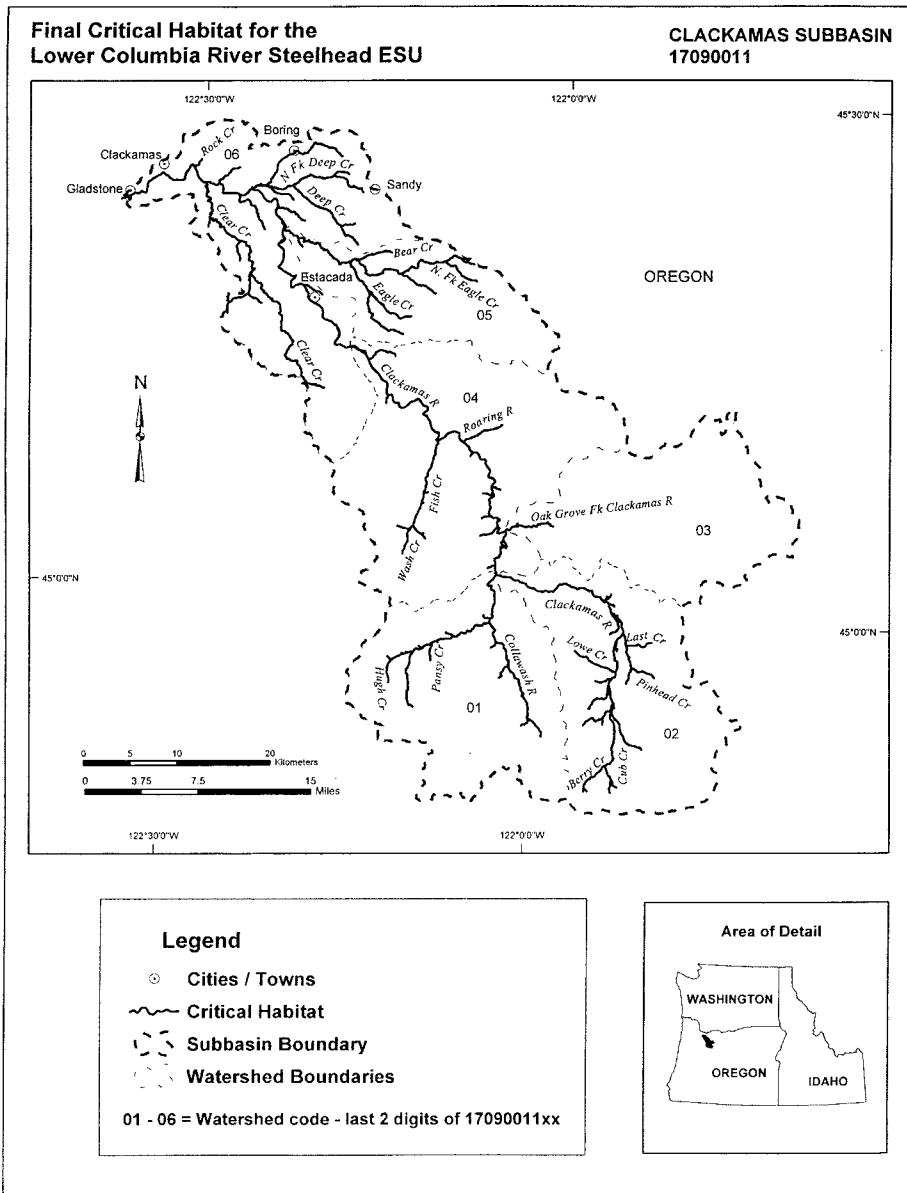 Final Critical Habitat for the
Lower Columbia River Steelhead ESU
CLACKAMAS SUBBASIN
17090011
122°30'0"W
122°0'0"W
45°30'0"N
Boring
Rock Cr
06
Clackamas
N Fk Deep Cr
Gladstone
Sandy
Deep Cr
Clear Cr
Bear Cr
OREGON
Estacada
N. Fk Eagle Cr
Eagle Cr
05
Clear Cr
Clackamas R
04
N
Roaring R
Fish Cr
Oak Grove Fk Clackamas R
03
Wash Cr
45°0'0"N
Clackamas R
45°0'0"N
Last Cr
Lowe Cr
Collawash R
Pansy Cr
Hugh Cr
Pinhead Cr
01
02
Berry Cr
Cub Cr
0 5 10 20
Kilometers
0 3.75 7.5 15
Miles
122°30'0"W
122°0'0"W
Legend
Cities / Towns
Critical Habitat
Subbasin Boundary
Watershed Boundaries
01 - 06 = Watershed code - last 2 digits of 17090011xx
Area of Detail
WASHINGTON
OREGON
IDAHO